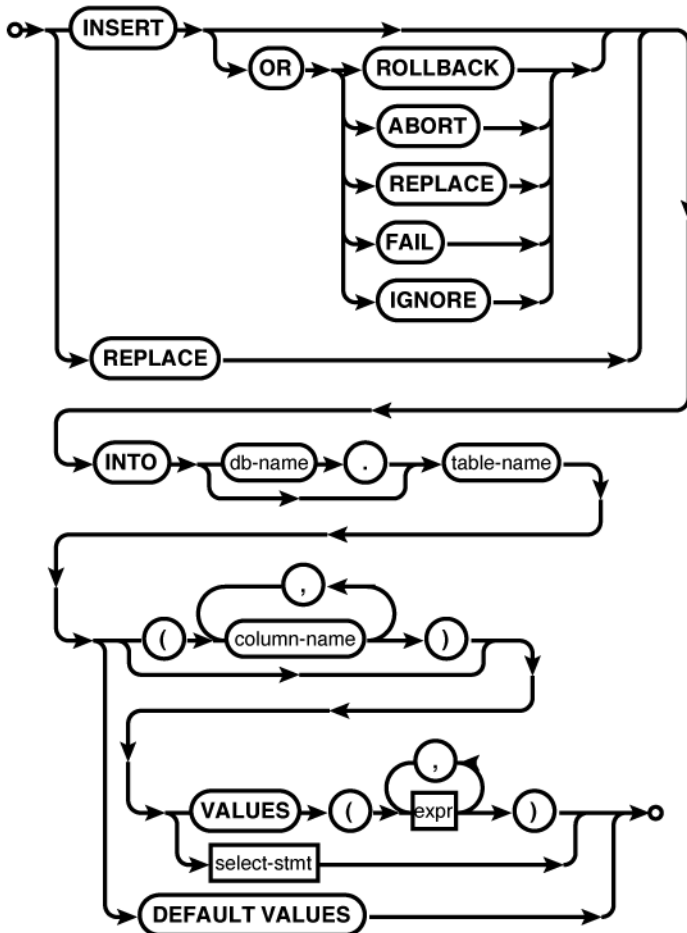 INSERT
OR ROLLBACK
ABORT
REPLACE
FAIL
IGNORE
REPLACE
INTO db-name . table-name
,
( column-name )
,
VALUES ( expr )
select-stmt
DEFAULT VALUES